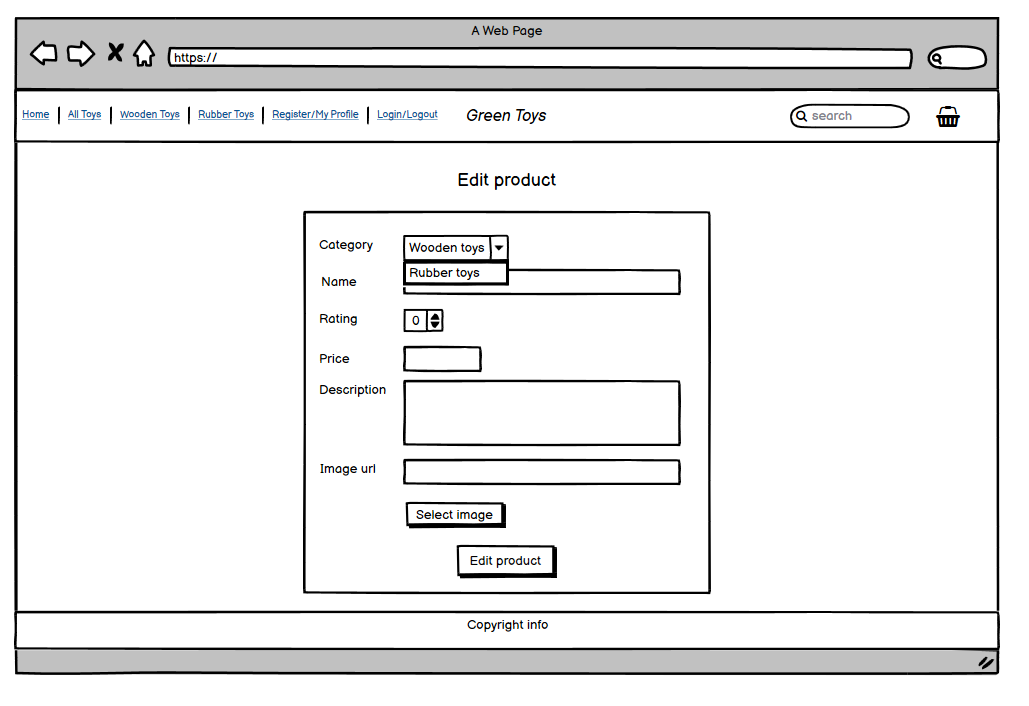 A Web Page
https://
Home All Toys Wooden Toys Rubber Toys Register/My Profile Login/Logout Green Toys search
Edit product
Category Wooden toys
Rubber toys
Name
Rating 0
Price
Description
Image url
Select image
Edit product
Copyright info